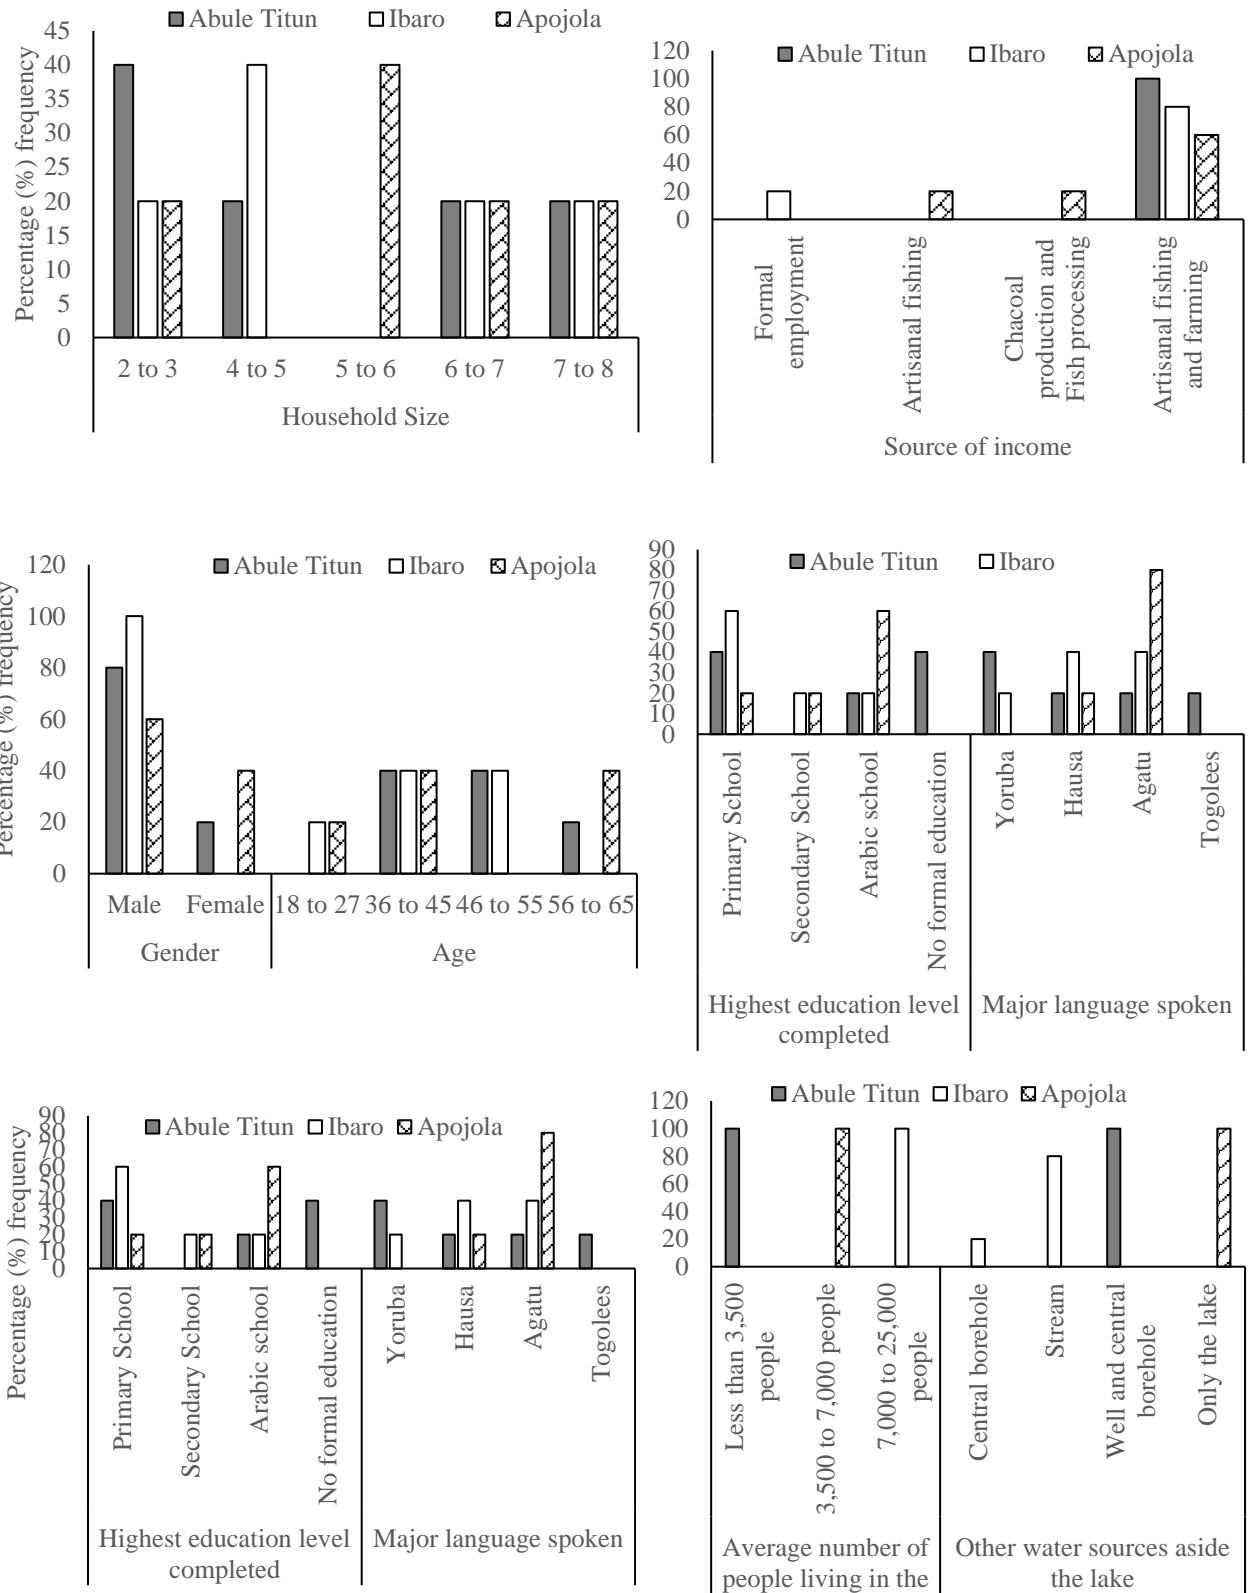 Abule Titun Ibaro Apojola
Percentage (%) frequency
45
40
35
30
25
20
15
10
5
0
2 to 3 4 to 5 5 to 6 6 to 7 7 to 8
Household Size
Abule Titun Ibaro Apojola
120
100
80
60
40
20
0
Formal
employment
Artisanal fishing
Chacoal
production and
Fish processing
Artisanal fishing
and farming
Source of income
Abule Titun Ibaro Apojola
Percentage (%) frequency
120
100
80
60
40
20
0
Male Female 18 to 27 36 to 45 46 to 55 56 to 65
Gender Age
Abule Titun Ibaro
90
80
70
60
50
40
30
20
10
0
Primary School
Secondary School
Arabic school
No formal education
Yoruba
Hausa
Agatu
Togolees
Highest education level
completed
Major language spoken
Abule Titun Ibaro Apojola
Percentage (%) frequency
90
80
70
60
50
40
30
20
10
0
Primary School
Secondary School
Arabic school
No formal education
Yoruba
Hausa
Agatu
Togolees
Highest education level
completed
Major language spoken
Abule Titun Ibaro Apojola
120
100
80
60
40
20
0
Less than 3,500
people
3,500 to 7,000 people
7,000 to 25,000
people
Central borehole
Stream
Well and central
borehole
Only the lake
Average number of
people living in the
Other water sources aside
the lake